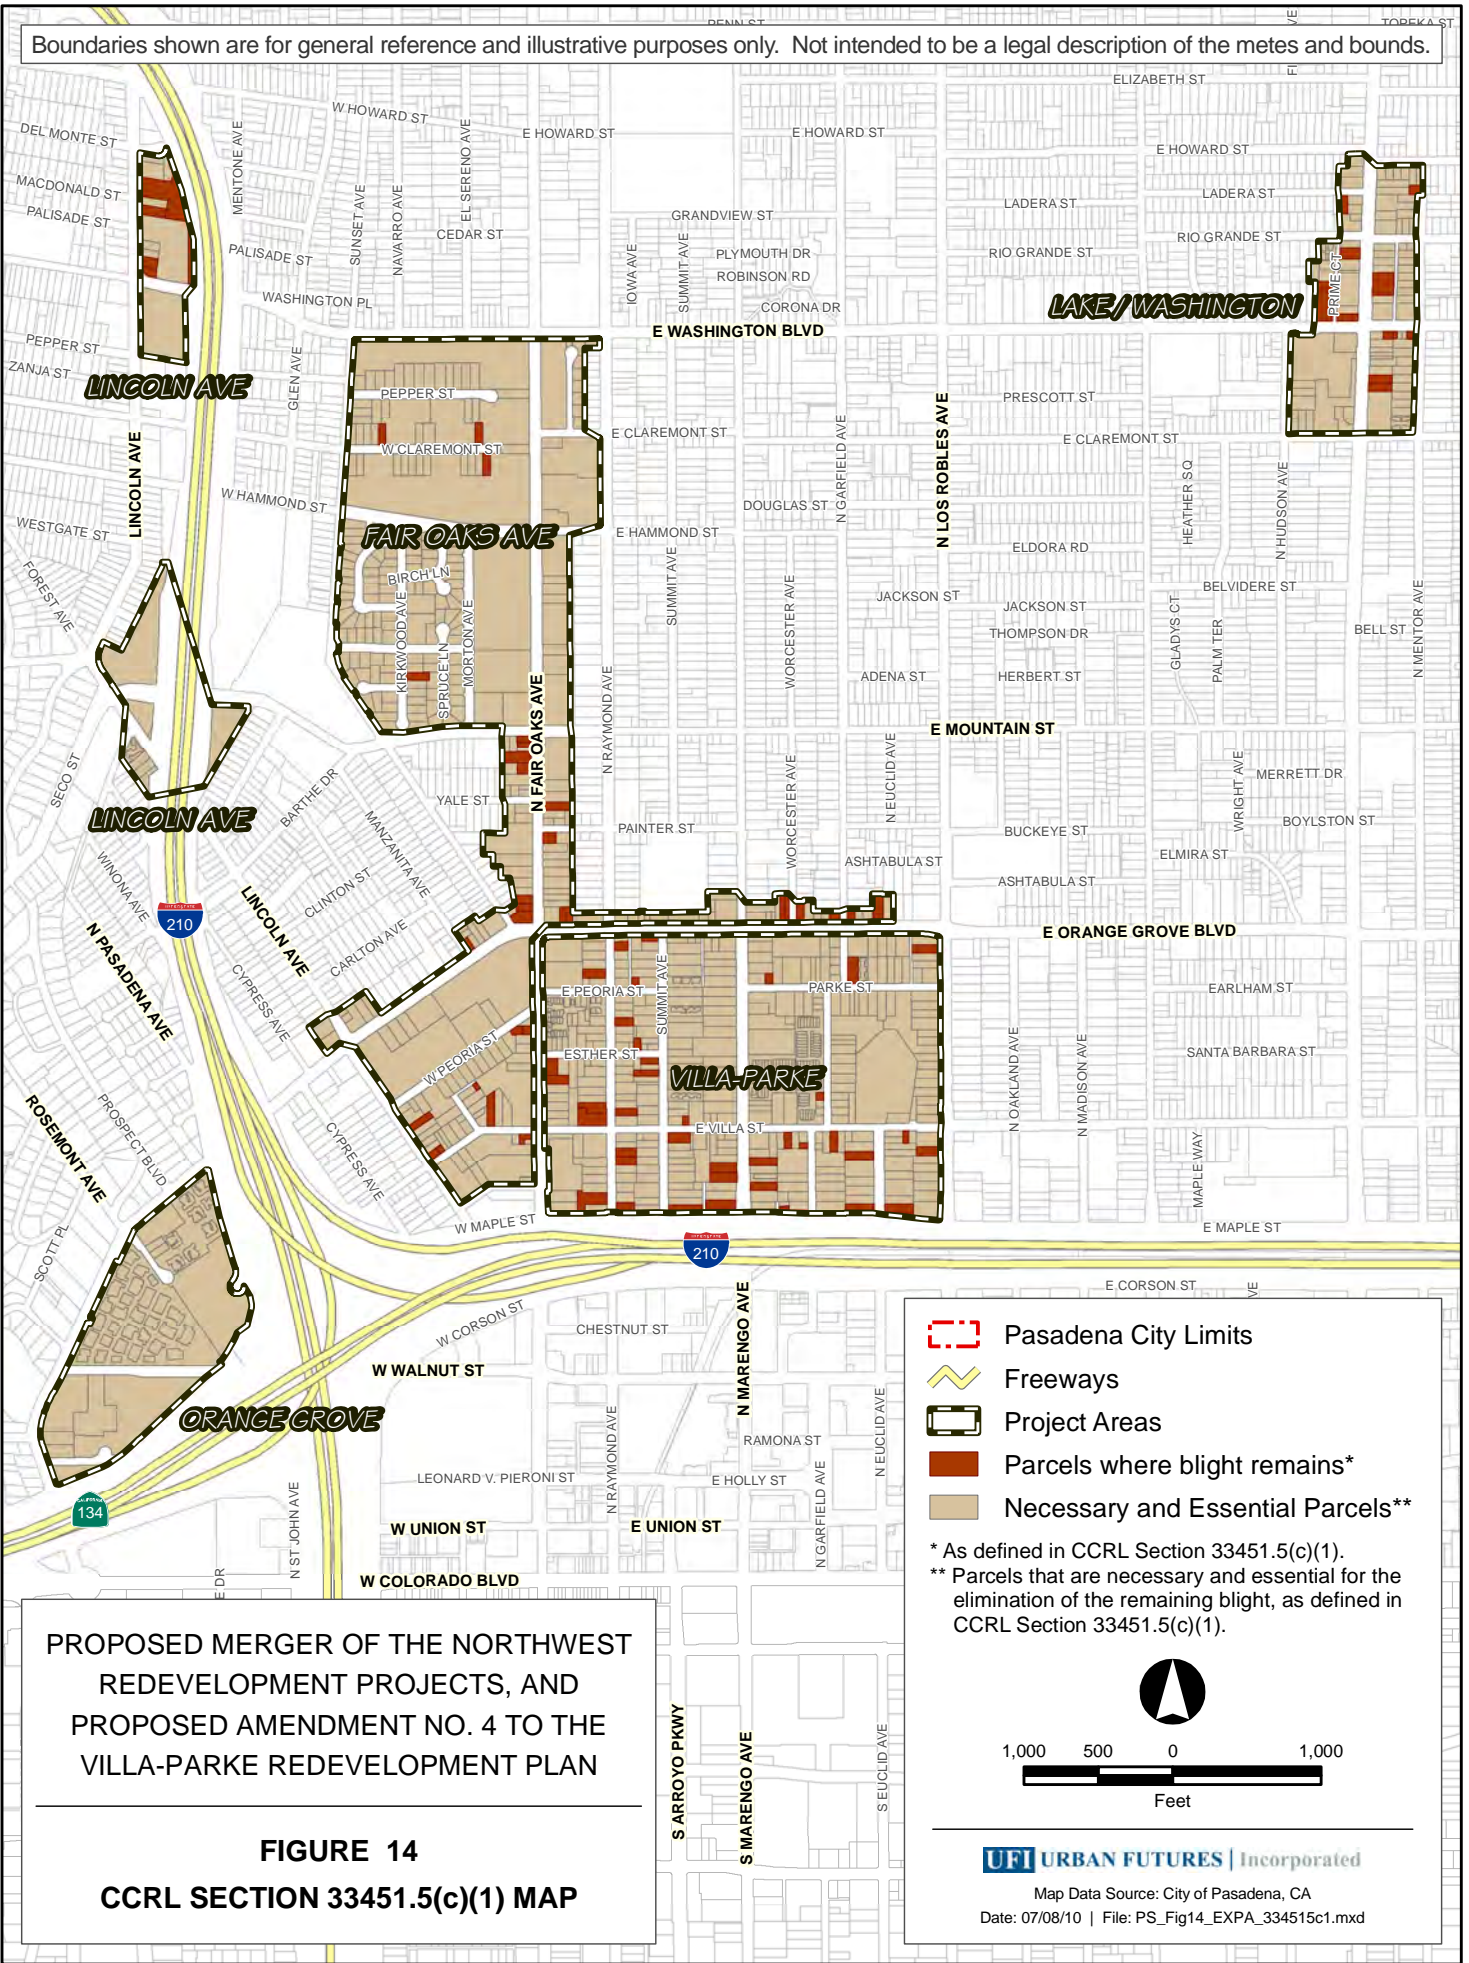 PENN ST
TOPEKA ST
Boundaries shown are for general reference and illustrative purposes only. Not intended to be a legal description of the metes and bounds.
ELIZABETH ST
W HOWARD ST
E HOWARD ST
E HOWARD ST
E HOWARD ST
DEL MONTE ST
MENTONE AVE
EL SERENO AVE
MACDONALD ST
PALISADE ST
SUNSET AVE
NAVARRO AVE
CEDAR ST
GRANDVIEW ST
LADERA ST
LADERA ST
PALISADE ST
IOWA AVE
SUMMIT AVE
PLYMOUTH DR
ROBINSON RD
CORONA DR
RIO GRANDE ST
RIO GRANDE ST
PRIME CT
WASHINGTON PL
LAKE/WASHINGTON
E WASHINGTON BLVD
PEPPER ST
ZANJA ST
LINCOLN AVE
GLEN AVE
PEPPER ST
PRESCOTT ST
W CLAREMONT ST
E CLAREMONT ST
E CLAREMONT ST
LINCOLN AVE
N GARFIELD AVE
N LOS ROBLES AVE
HEATHER SQ
N HUDSON AVE
W HAMMOND ST
DOUGLAS ST
WESTGATE ST
FAIR OAKS AVE
E HAMMOND ST
ELDORA RD
FOREST AVE
BIRCH LN
SUMMIT AVE
WORCESTER AVE
JACKSON ST
JACKSON ST
BELVIDERE ST
KIRKWOOD AVE
SPRUCE LN
MORTON AVE
THOMPSON DR
GLADYS CT
PALM TER
BELL ST
N MENTOR AVE
ADENA ST
HERBERT ST
N FAIR OAKS AVE
N RAYMOND AVE
E MOUNTAIN ST
SECO ST
BARTHE DR
YALE ST
WORCESTER AVE
N EUCLID AVE
WRIGHT AVE
MERRETT DR
LINCOLN AVE
MANZANITA AVE
PAINTER ST
BUCKEYE ST
BOYLSTON ST
WINONA AVE
CLINTON ST
ASHTABULA ST
ELMIRA ST
ASHTABULA ST
210
LINCOLN AVE
CARLTON AVE
E ORANGE GROVE BLVD
N PASADENA AVE
CYPRESS AVE
E PEORIA ST
SUMMIT AVE
PARKE ST
EARLHAM ST
W PEORIA ST
ESTHER ST
N OAKLAND AVE
N MADISON AVE
SANTA BARBARA ST
VILLA-PARKE
ROSEMONT AVE
PROSPECT BLVD
CYPRESS AVE
E VILLA ST
MAPLE WAY
SCOTT PL
W MAPLE ST
E MAPLE ST
210
E CORSON ST
VE
W CORSON ST
CHESTNUT ST
N MARENGO AVE
W WALNUT ST
ORANGE GROVE
N RAYMOND AVE
RAMONA ST
N EUCLID AVE
LEONARD V. PIERONI ST
E HOLLY ST
N GARFIELD AVE
CALIFORNIA
134
N ST JOHN AVE
W UNION ST
E UNION ST
E DR
W COLORADO BLVD
S ARROYO PKWY
S MARENGO AVE
S EUCLID AVE
Pasadena City Limits
Freeways
Project Areas
Parcels where blight remains*
Necessary and Essential Parcels**
* As defined in CCRL Section 33451.5(c)(1).
** Parcels that are necessary and essential for the
elimination of the remaining blight, as defined in
CCRL Section 33451.5(c)(1).
1,000 500 0 1,000
Feet
UFI URBAN FUTURES | Incorporated
Map Data Source: City of Pasadena, CA
Date: 07/08/10 | File: PS_Fig14_EXPA_334515c1.mxd
PROPOSED MERGER OF THE NORTHWEST
REDEVELOPMENT PROJECTS, AND
PROPOSED AMENDMENT NO. 4 TO THE
VILLA-PARKE REDEVELOPMENT PLAN
FIGURE 14
CCRL SECTION 33451.5(c)(1) MAP